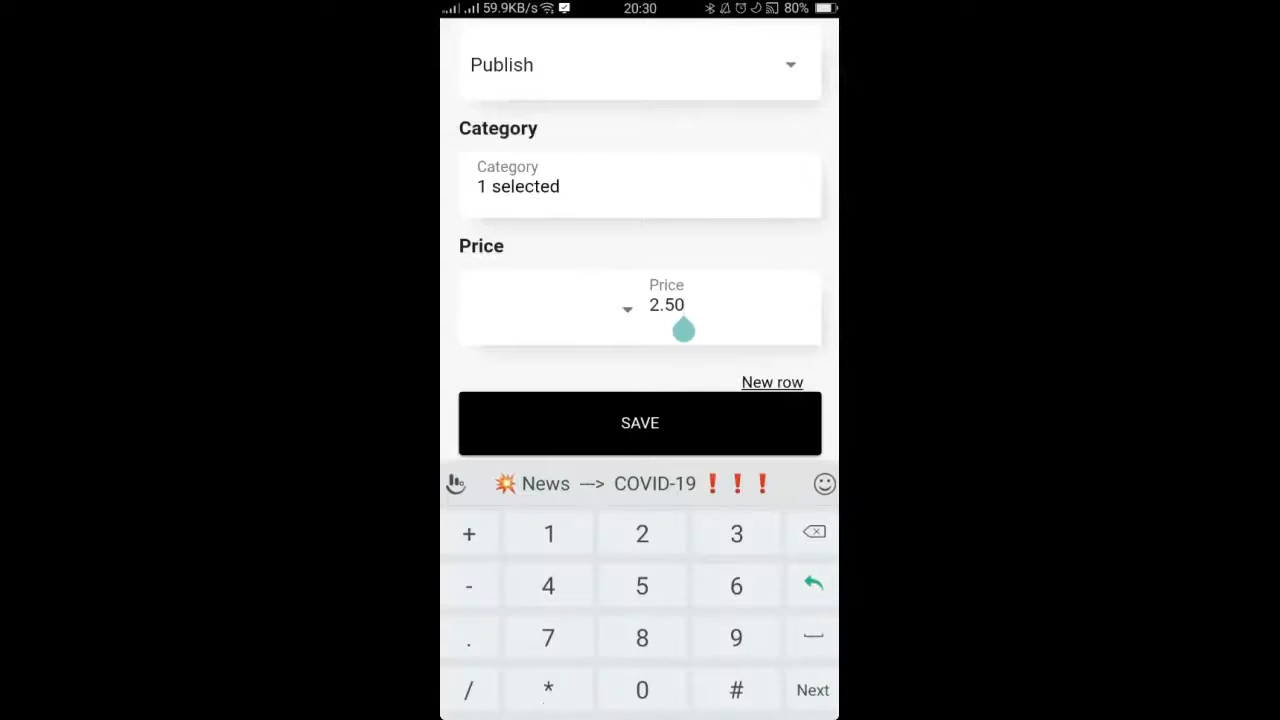 59.9KB/s 20:30 80%
Publish
Category
Category
1 selected
Price
Price
2.50
New row
SAVE
💥 News ---> COVID-19 ❗ ❗ ❗
+ 1 2 3
- 4 5 6
. 7 8 9
/ * 0 # Next